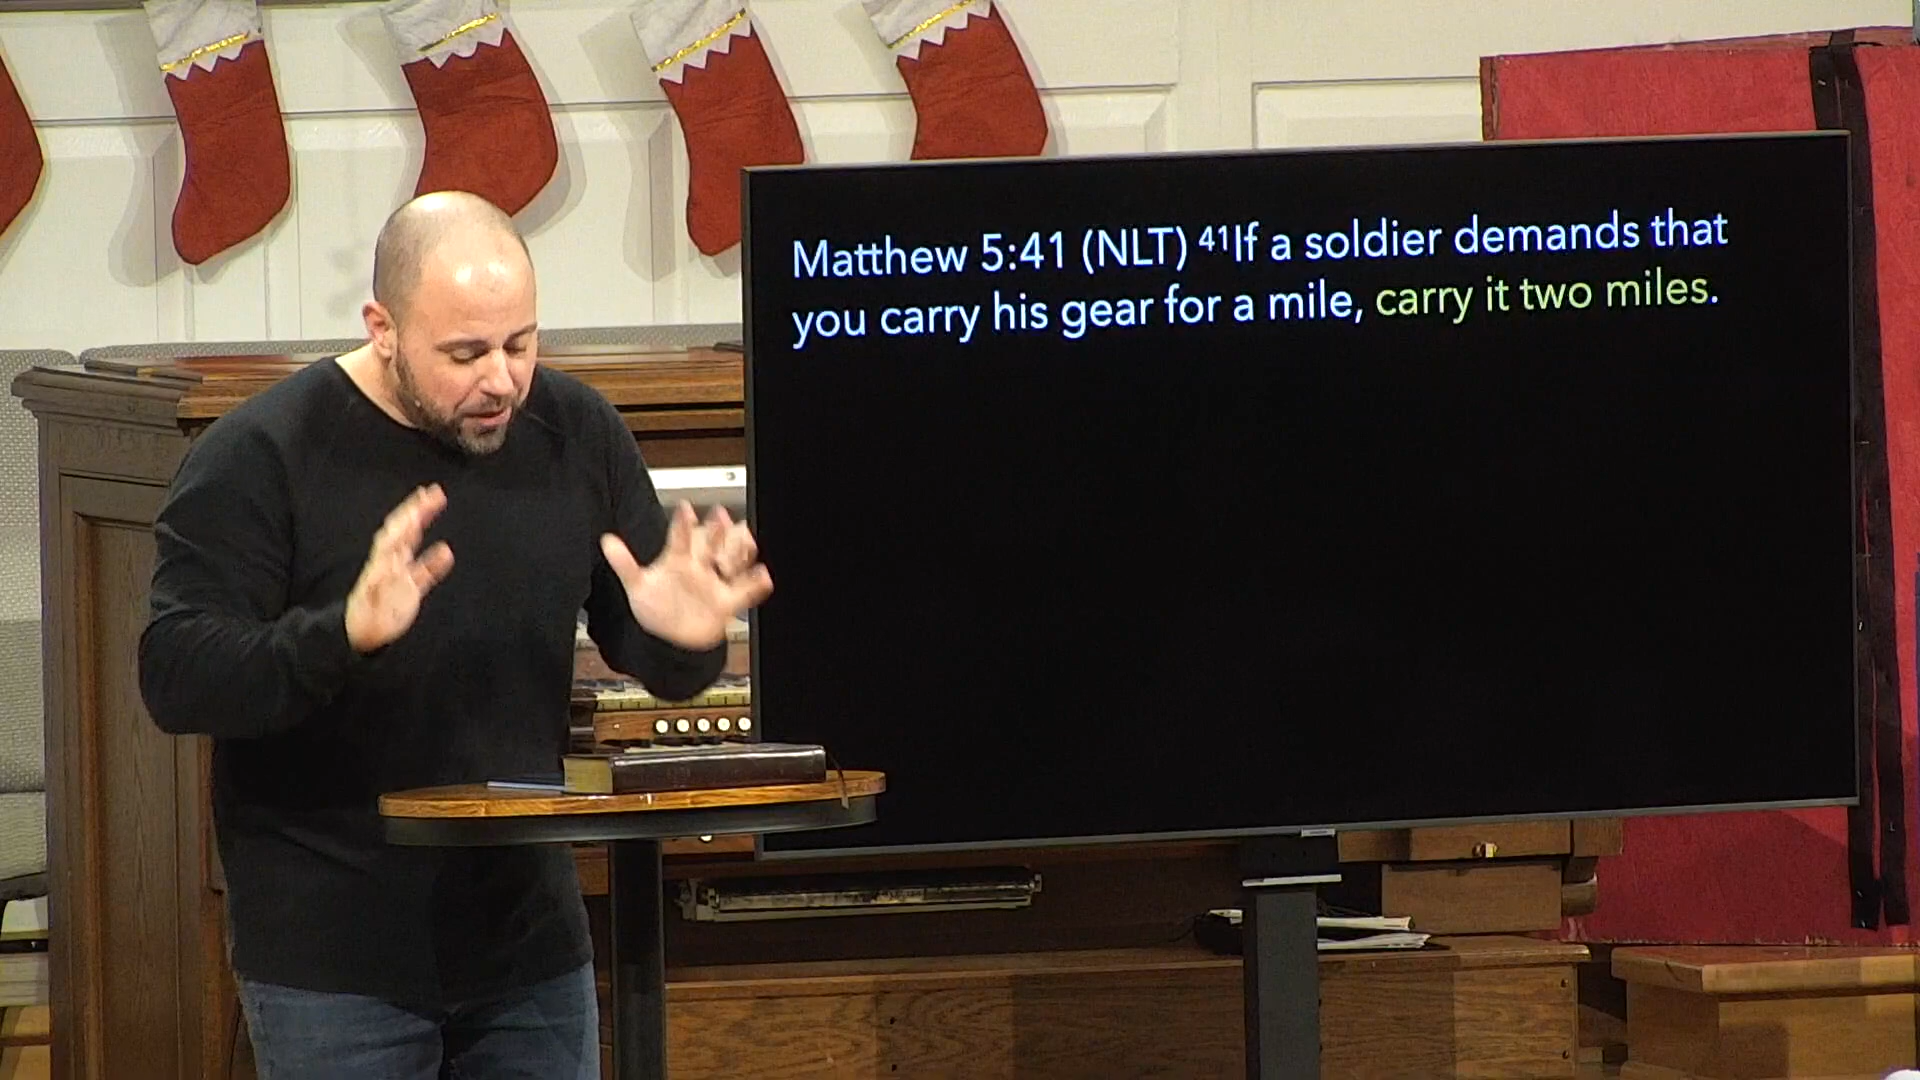 Matthew 5:41 (NLT) ⁴¹If a soldier demands that
you carry his gear for a mile, carry it two miles.